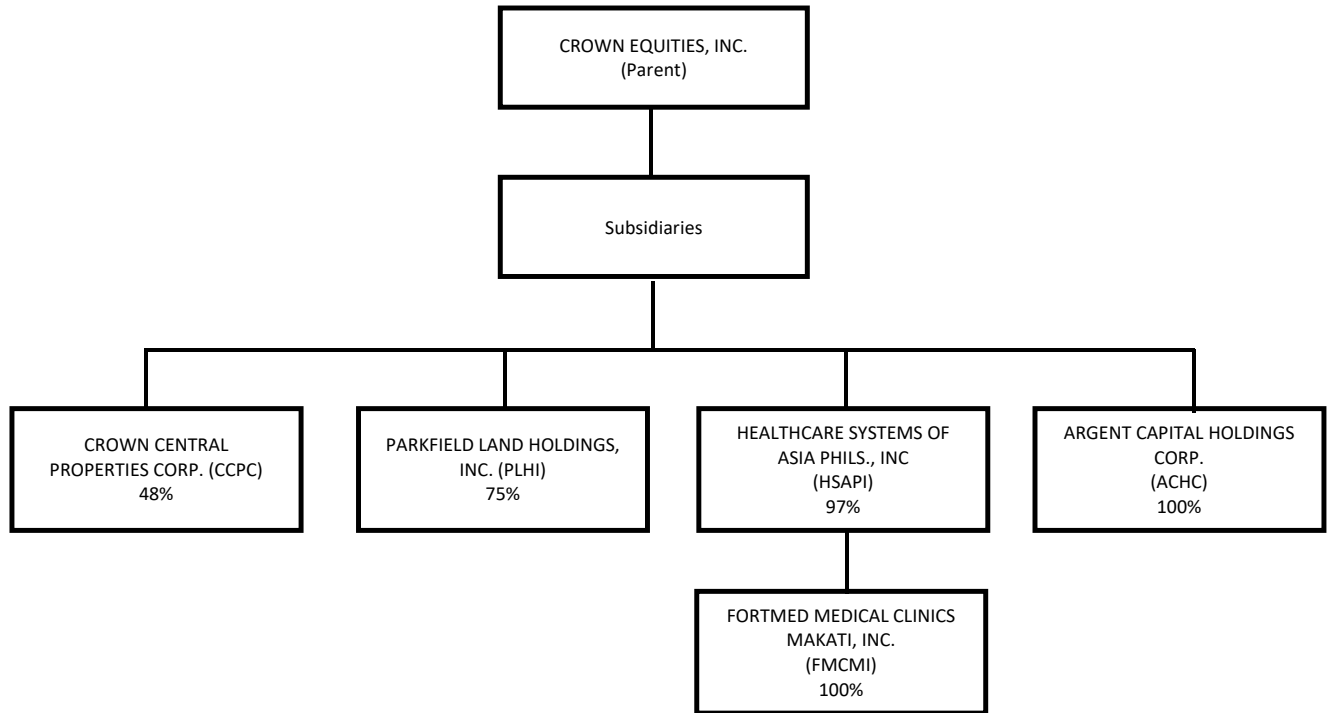 CROWN EQUITIES, INC.
(Parent)
Subsidiaries
CROWN CENTRAL
PROPERTIES CORP. (CCPC)
48%
PARKFIELD LAND HOLDINGS,
INC. (PLHI)
75%
HEALTHCARE SYSTEMS OF
ASIA PHILS., INC
(HSAPI)
97%
ARGENT CAPITAL HOLDINGS
CORP.
(ACHC)
100%
FORTMED MEDICAL CLINICS
MAKATI, INC.
(FMCMI)
100%